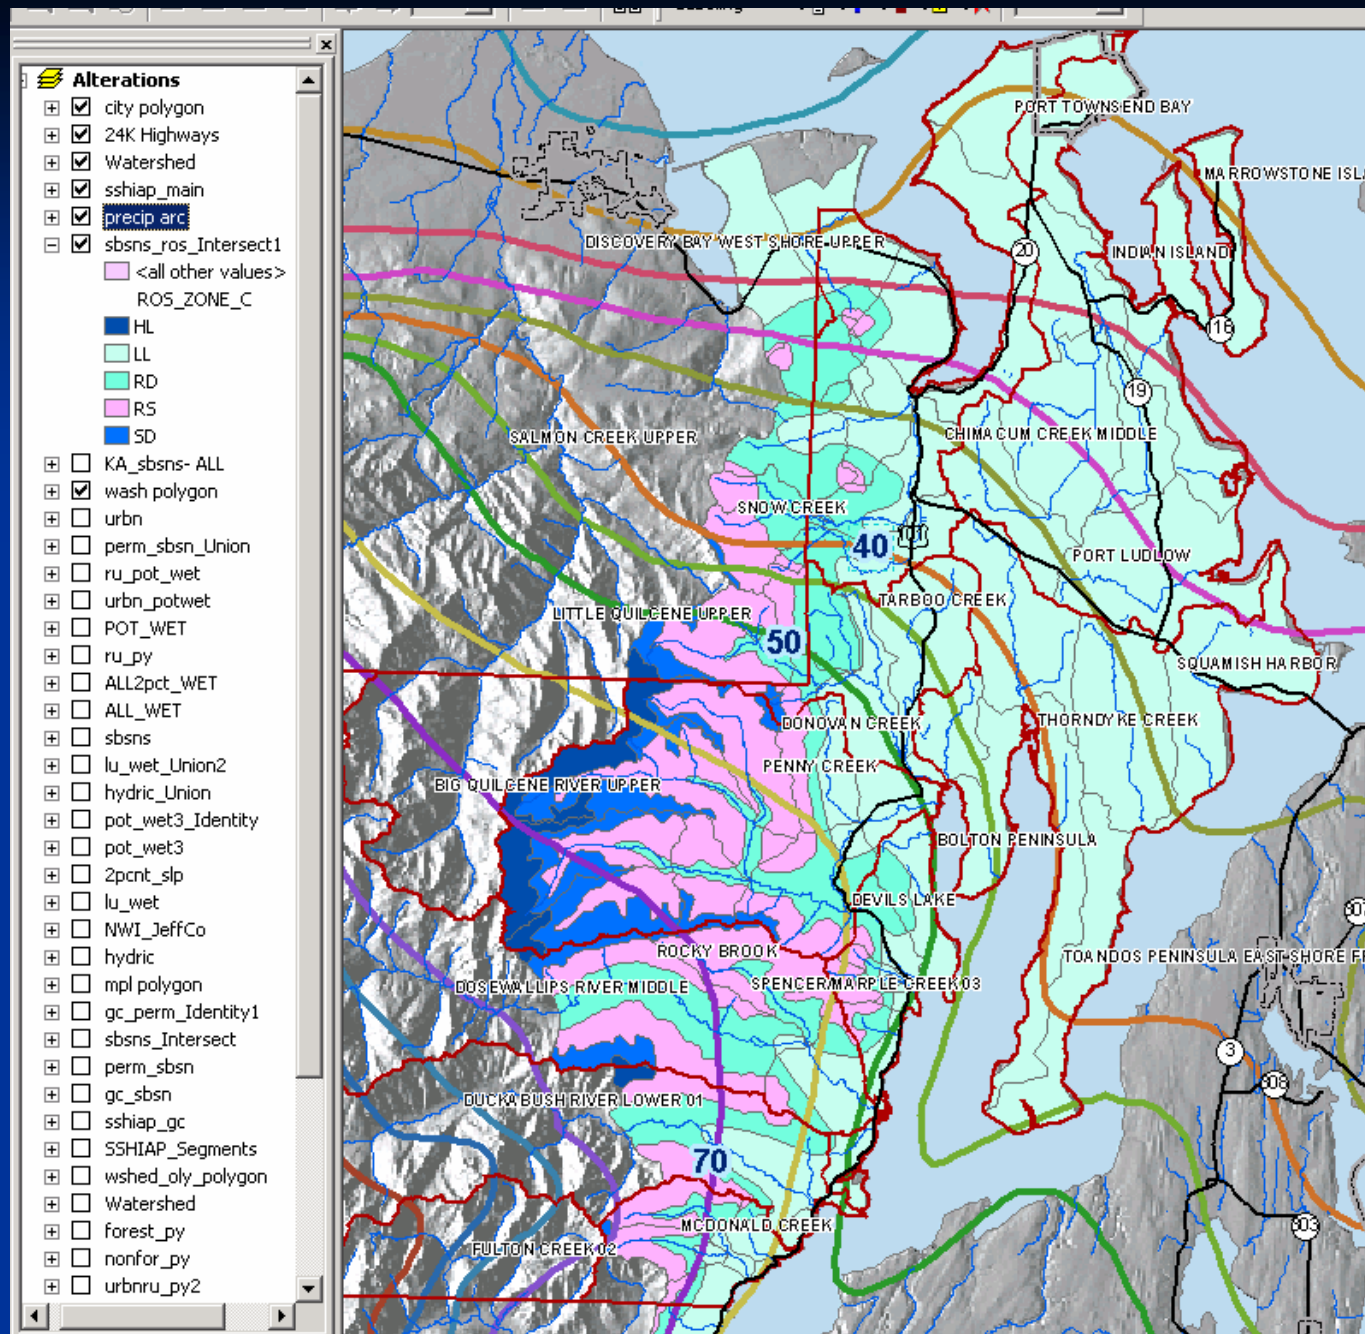 Alterations
city polygon
24K Highways
Watershed
sshiap_main
precip arc
sbsns_ros_Intersect1
<all other values>
ROS_ZONE_C
HL
LL
RD
RS
SD
KA_sbsns- ALL
wash polygon
urbn
perm_sbsn_Union
ru_pot_wet
urbn_potwet
POT_WET
ru_py
ALL2pct_WET
ALL_WET
sbsns
lu_wet_Union2
hydric_Union
pot_wet3_Identity
pot_wet3
2pcnt_slp
lu_wet
NWI_JeffCo
hydric
mpl polygon
gc_perm_Identity1
sbsns_Intersect
perm_sbsn
gc_sbsn
sshiap_gc
SSHIAP_Segments
wshed_oly_polygon
Watershed
forest_py
nonfor_py
urbnru_py2
PORT TOWNSEND BAY
MARROWSTONE ISL
DISCOVERY BAY WEST SHORE UPPER
20
INDIAN ISLAND
116
19
SALMON CREEK UPPER
CHIMACUM CREEK MIDDLE
SNOW CREEK
40
101
PORT LUDLOW
TARBOO CREEK
LITTLE QUILCENE UPPER
50
SQUAMISH HARBOR
DONOVAN CREEK
THORNDYKE CREEK
PENNY CREEK
BIG QUILCENE RIVER UPPER
BOLTON PENINSULA
DEVILS LAKE
307
ROCKY BROOK
TOANDOS PENINSULA EAST SHORE F
DOSEWALLIPS RIVER MIDDLE
SPENCER/MARPLE CREEK 03
3
308
DUCKABUSH RIVER LOWER 01
70
MCDONALD CREEK
303
FULTON CREEK 02